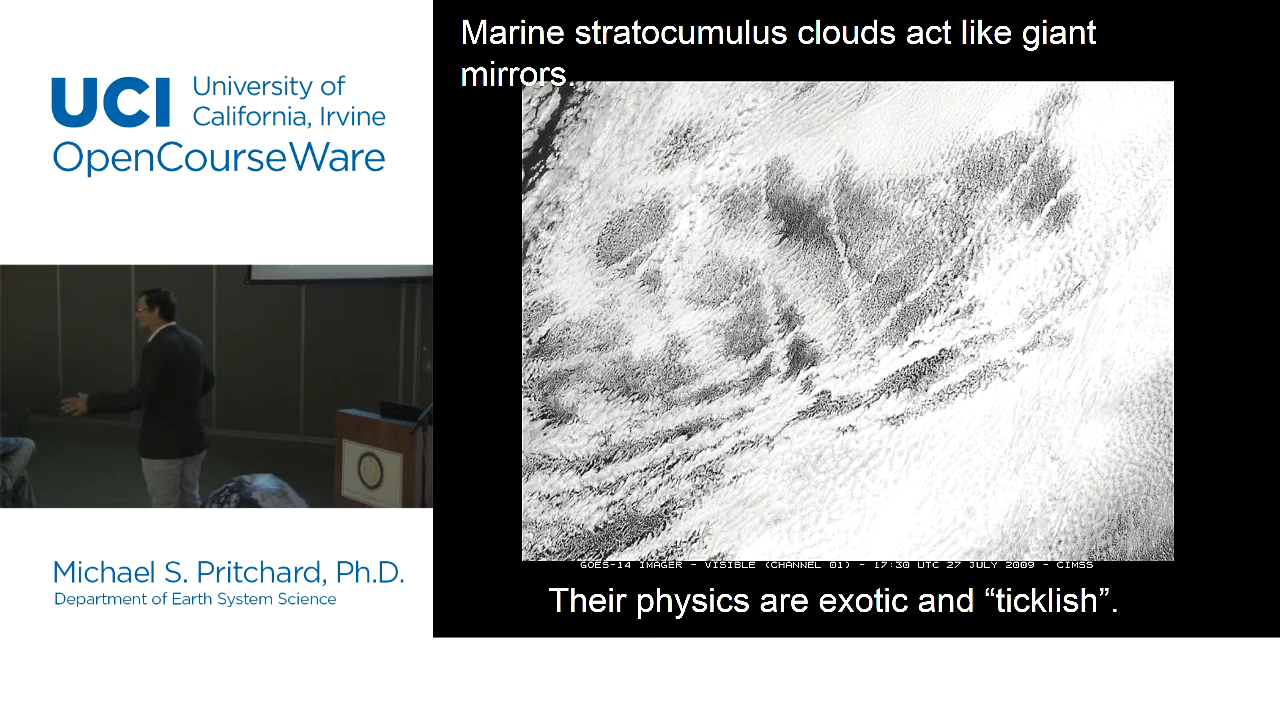 UCI University of
California, Irvine
OpenCourseWare
Michael S. Pritchard, Ph.D.
Department of Earth System Science
Marine stratocumulus clouds act like giant
mirrors.
GOES-14 IMAGER - VISIBLE (CHANNEL 01) - 17:30 UTC 27 JULY 2009 - CIMSS
Their physics are exotic and “ticklish”.